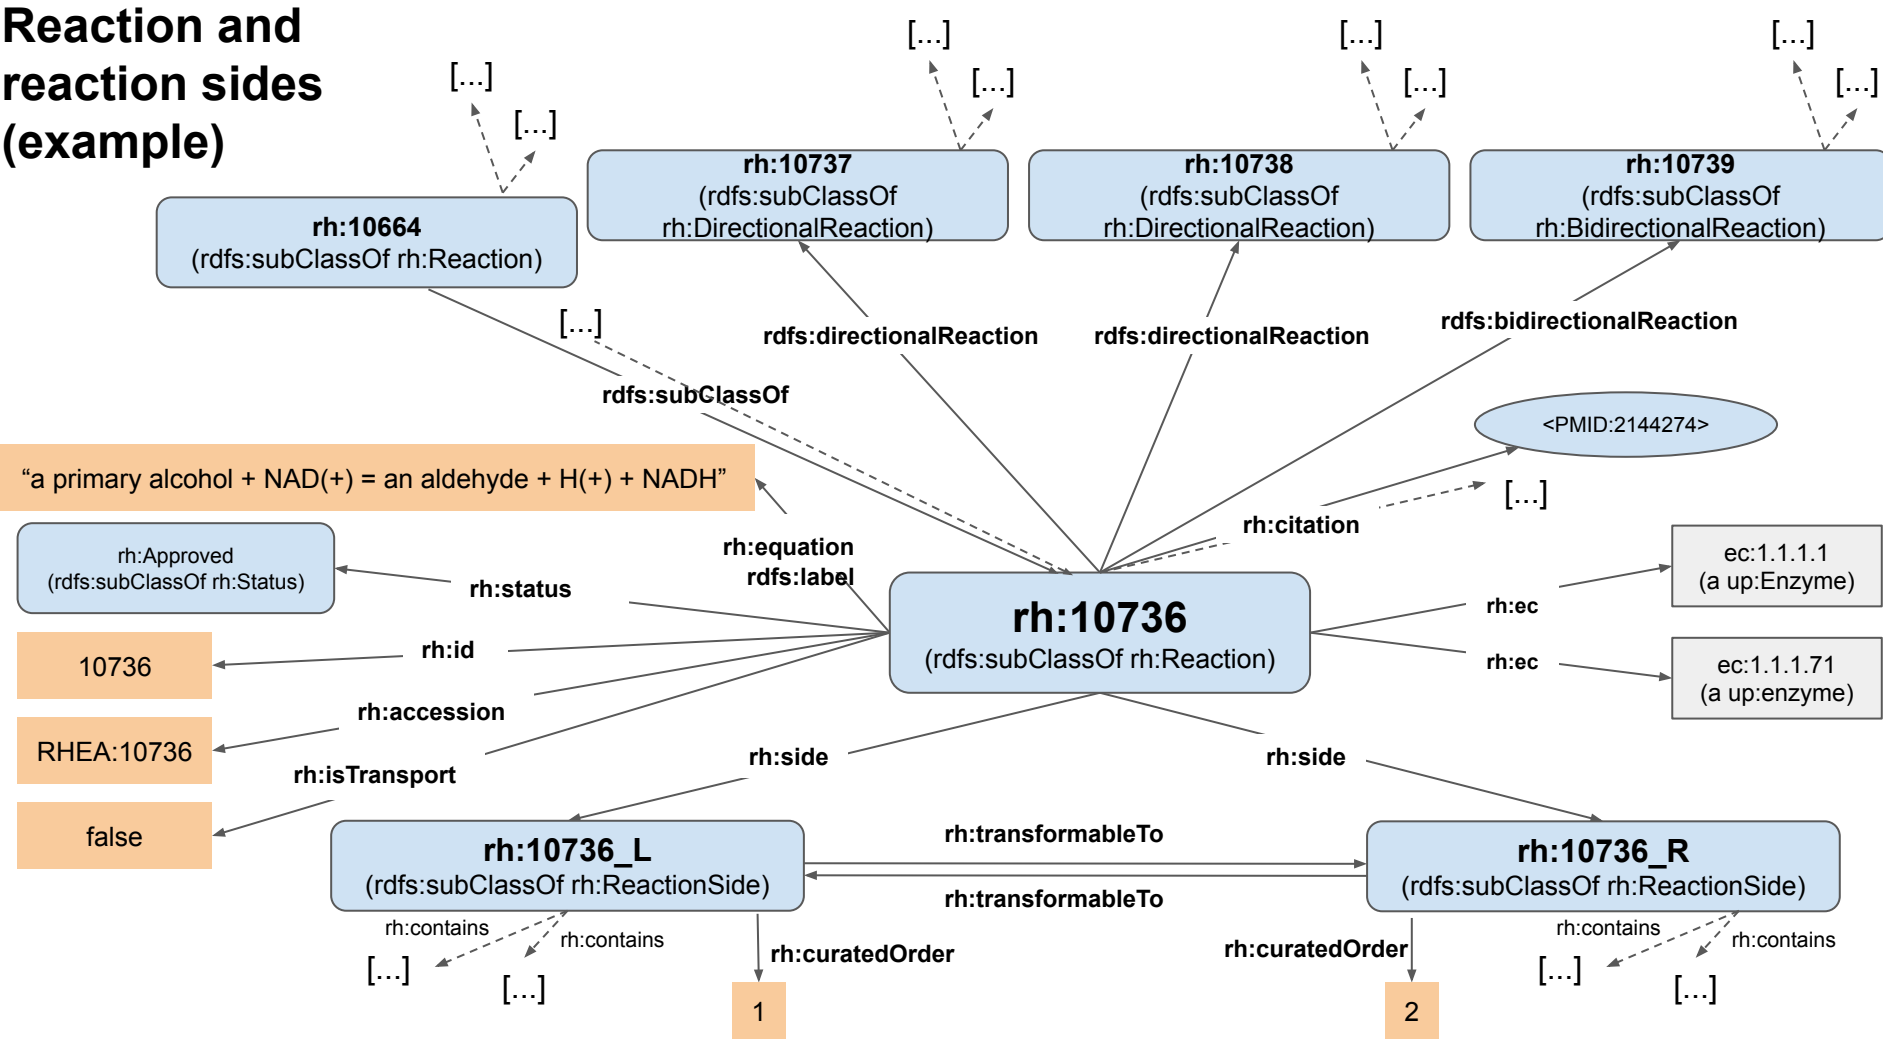 Reaction and
reaction sides
(example)
[...]
[...]
[...]
[...]
[...]
[...]
[...]
[...]
rh:10664
(rdfs:subClassOf rh:Reaction)
rh:10737
(rdfs:subClassOf
rh:DirectionalReaction)
rh:10738
(rdfs:subClassOf
rh:DirectionalReaction)
rh:10739
(rdfs:subClassOf
rh:BidirectionalReaction)
[...]
rdfs:subClassOf
rdfs:directionalReaction
rdfs:directionalReaction
rdfs:bidirectionalReaction
<PMID:2144274>
[...]
rh:citation
"a primary alcohol + NAD(+) = an aldehyde + H(+) + NADH"
rh:equation
rdfs:label
rh:Approved
(rdfs:subClassOf rh:Status)
rh:status
10736
rh:id
RHEA:10736
rh:accession
false
rh:isTransport
rh:10736
(rdfs:subClassOf rh:Reaction)
rh:ec
ec:1.1.1.1
(a up:Enzyme)
rh:ec
ec:1.1.1.71
(a up:enzyme)
rh:side
rh:side
rh:10736_L
(rdfs:subClassOf rh:ReactionSide)
rh:transformableTo
rh:transformableTo
rh:10736_R
(rdfs:subClassOf rh:ReactionSide)
rh:contains
rh:contains
[...]
[...]
rh:curatedOrder
1
rh:curatedOrder
2
rh:contains
rh:contains
[...]
[...]